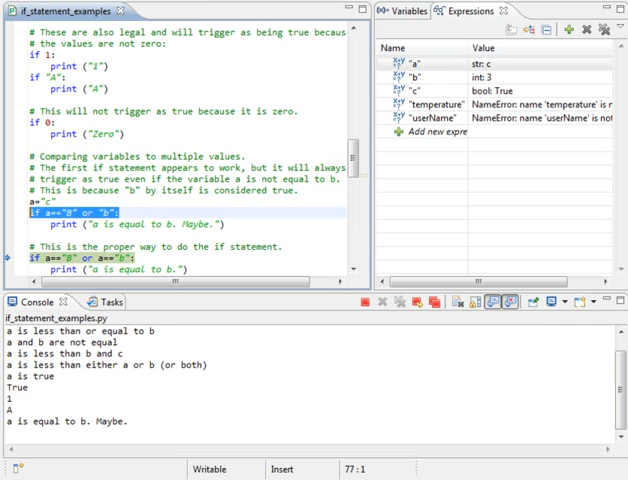 if_statement_examples
# These are also legal and will trigger as being true because
# the values are not zero:
if 1:
print ("1")
if "A":
print ("A")
# This will not trigger as true because it is zero.
if 0:
print ("Zero")
# Comparing variables to multiple values.
# The first if statement appears to work, but it will always
# trigger as true even if the variable a is not equal to b.
# This is because "b" by itself is considered true.
a="c"
if a=="B" or "b":
print ("a is equal to b. Maybe.")
# This is the proper way to do the if statement.
if a=="B" or a=="b":
print ("a is equal to b.")
Variables Expressions
Name Value
"a" str: c
"b" int: 3
"c" bool: True
"temperature" NameError: name 'temperature' is n
"userName" NameError: name 'userName' is not
Add new expre
Console Tasks
if_statement_examples.py
a is less than or equal to b
a and b are not equal
a is less than b and c
a is less than either a or b (or both)
a is true
True
1
A
a is equal to b. Maybe.
Writable Insert 77 : 1